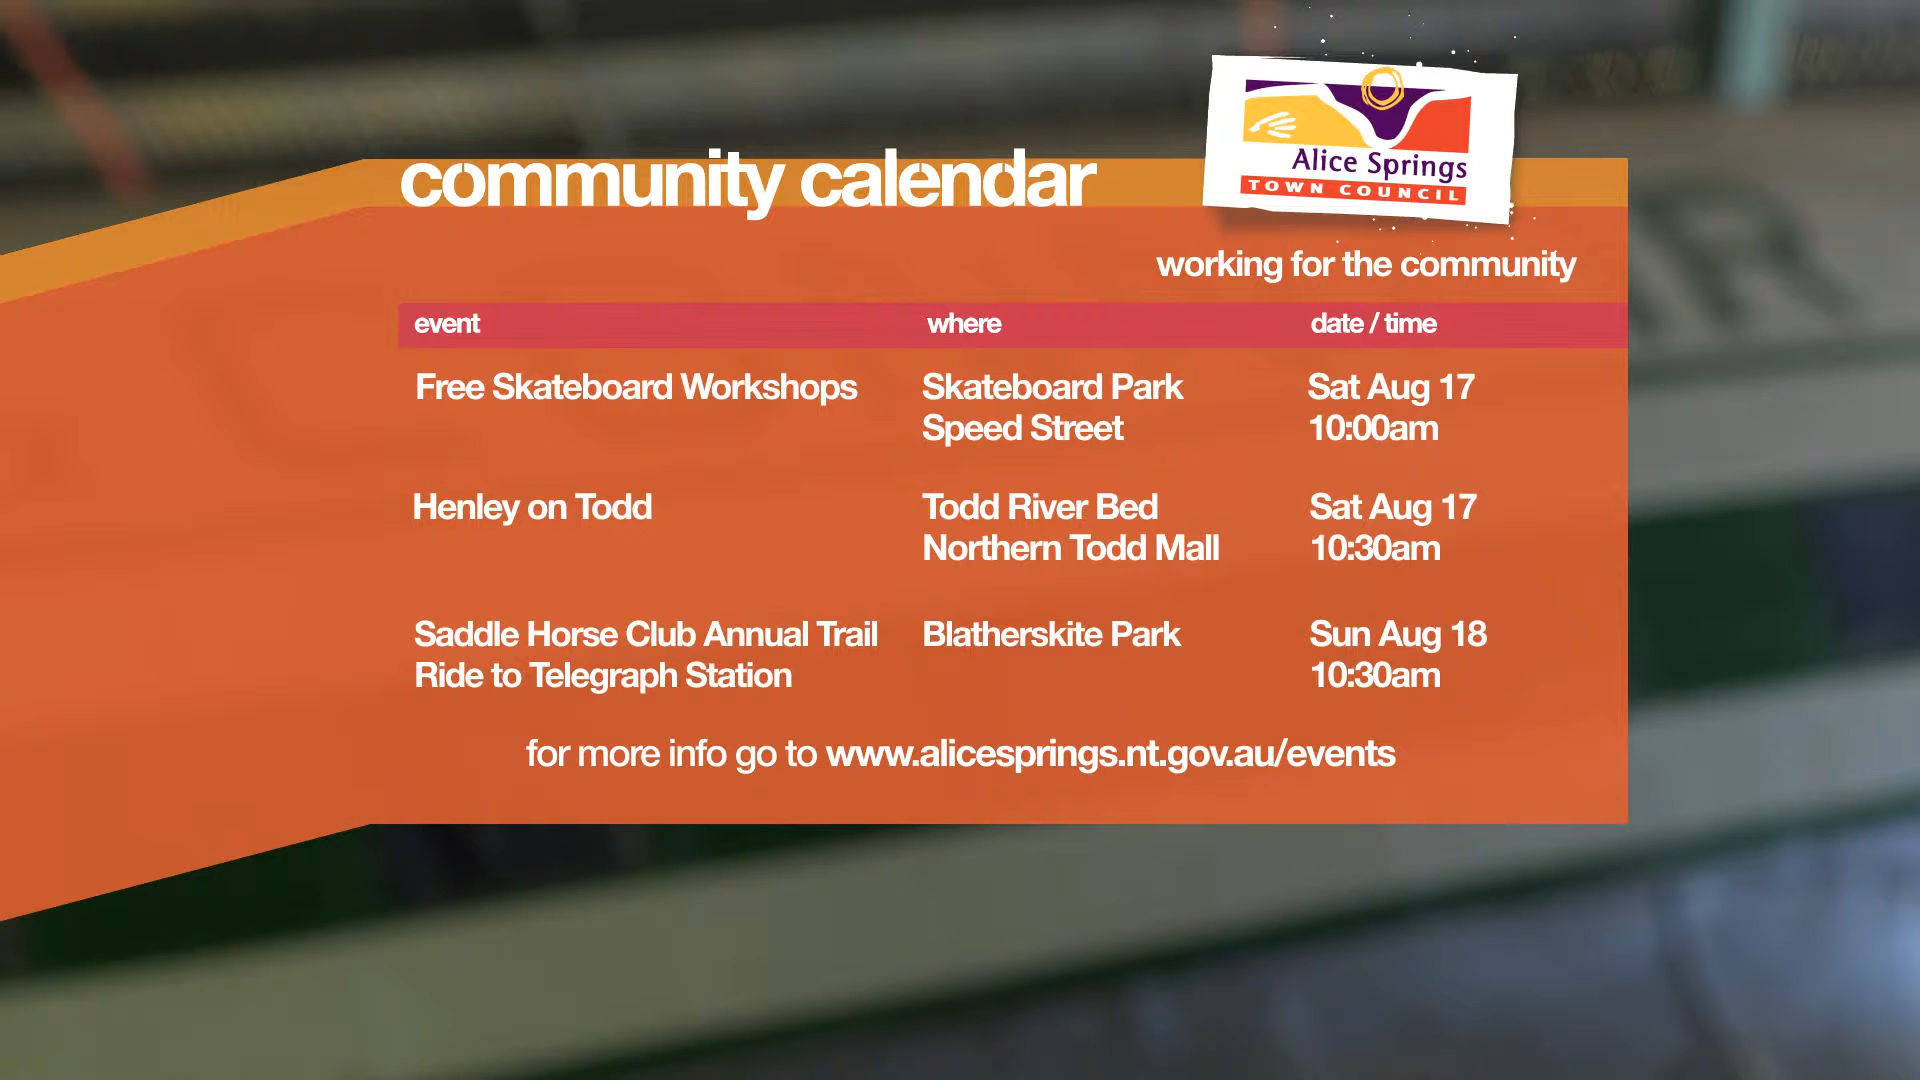 community calendar
Alice Springs
TOWN COUNCIL
working for the community
event where date / time
Free Skateboard Workshops Skateboard Park Sat Aug 17
Speed Street 10:00am
Henley on Todd Todd River Bed Sat Aug 17
Northern Todd Mall 10:30am
Saddle Horse Club Annual Trail Blatherskite Park Sun Aug 18
Ride to Telegraph Station 10:30am
for more info go to www.alicesprings.nt.gov.au/events